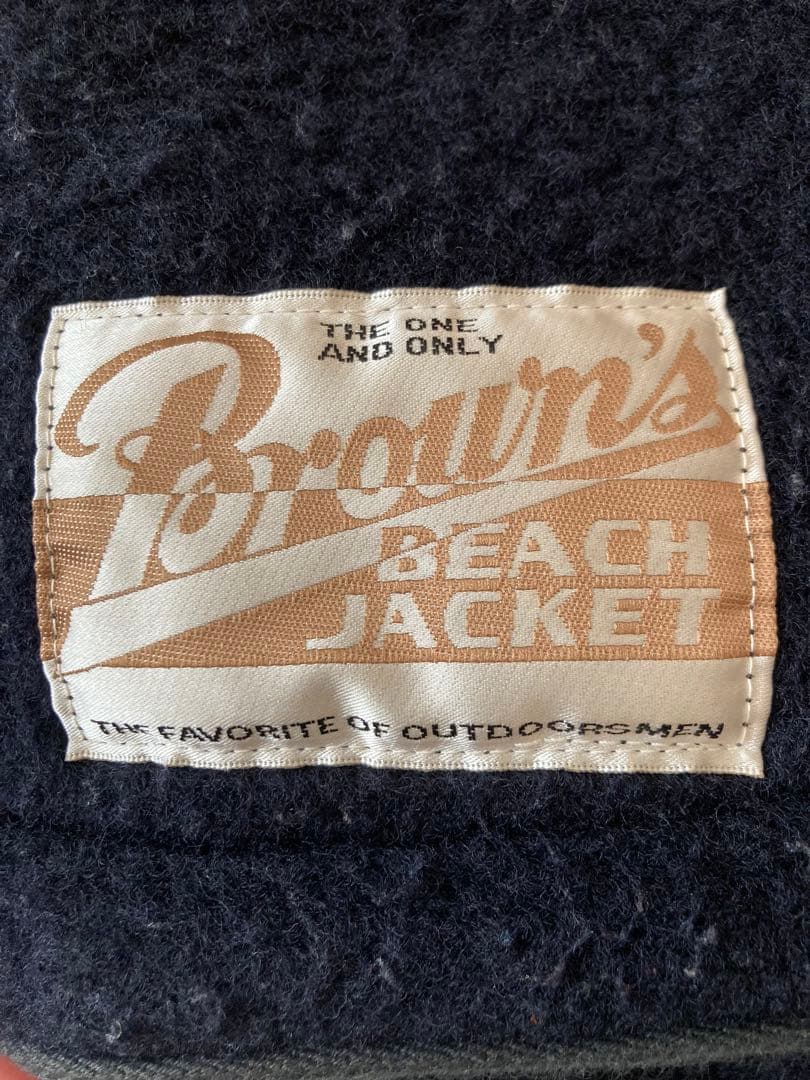 THE ONE
AND ONLY
Brown's
BEACH
JACKET
THE FAVORITE OF OUTDOORSMEN